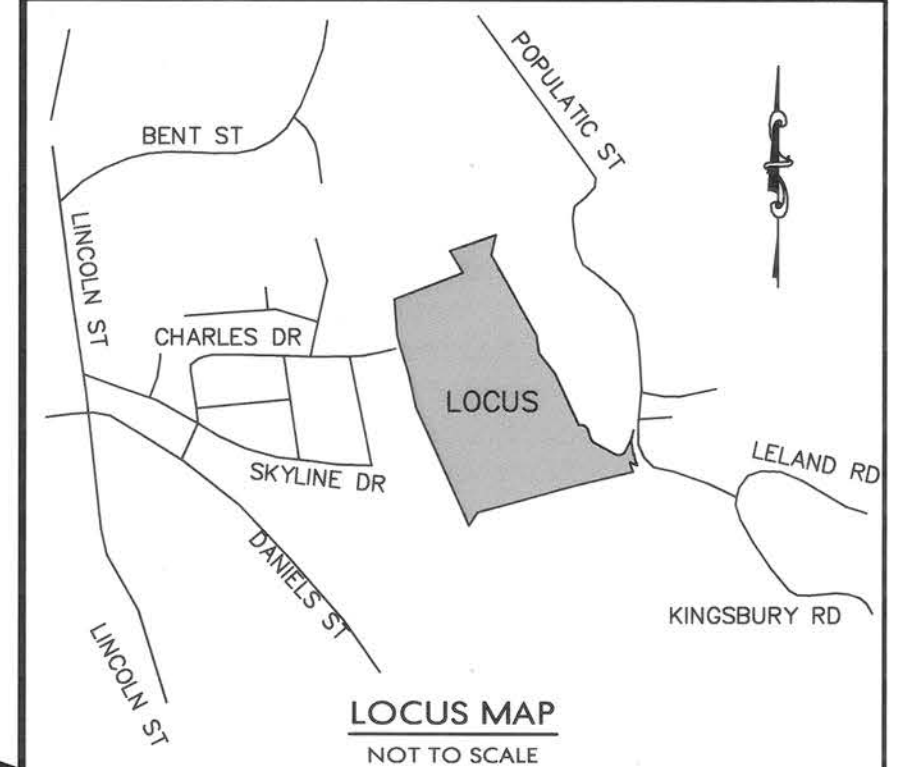 POPULATIC ST
BENT ST
LINCOLN ST
CHARLES DR
LOCUS
SKYLINE DR
LELAND RD
DANIELS ST
KINGSBURY RD
LINCOLN ST
LOCUS MAP
NOT TO SCALE